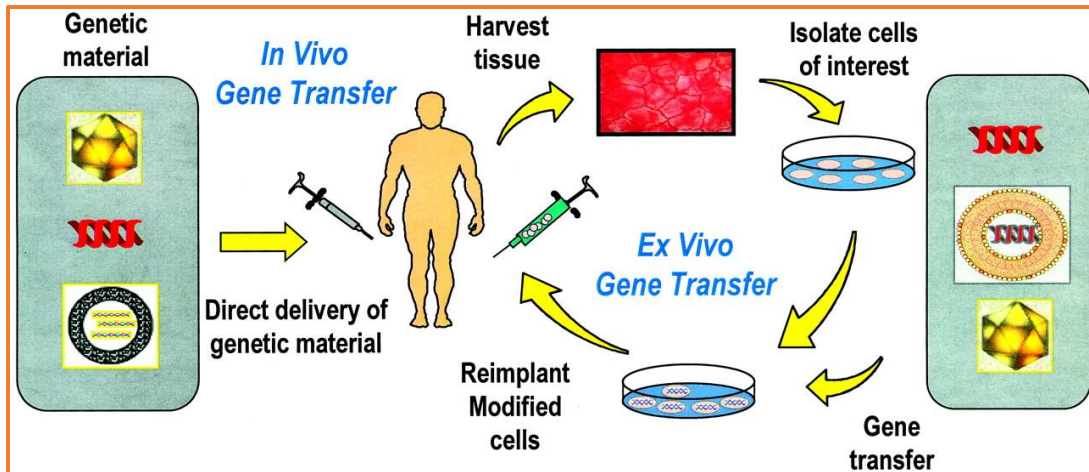 Genetic
material
In Vivo
Gene Transfer
Harvest
tissue
Isolate cells
of interest
Direct delivery of
genetic material
Ex Vivo
Gene Transfer
Reimplant
Modified
cells
Gene
transfer